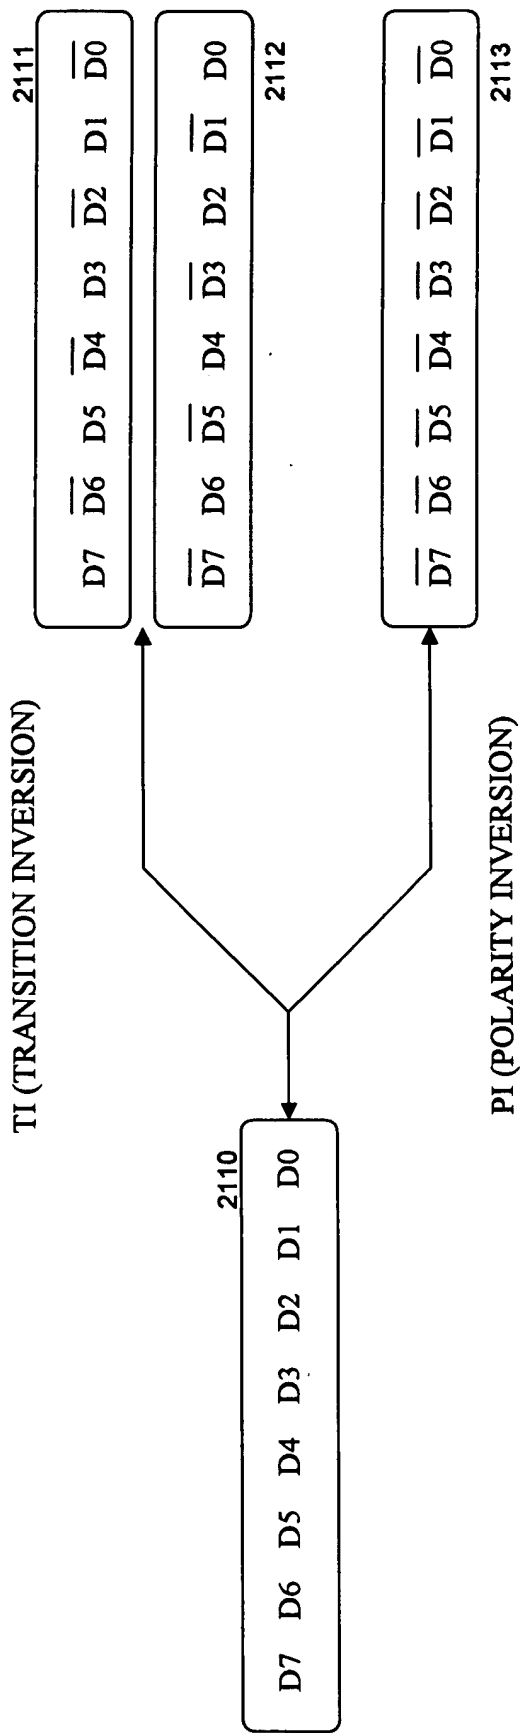 TI (TRANSITION INVERSION)
2111
D7 D̅6̅ D5 D̅4̅ D3 D̅2̅ D1 D̅0̅
D̅7̅ D6 D̅5̅ D4 D̅3̅ D2 D̅1̅ D0
2112
2110
D7 D6 D5 D4 D3 D2 D1 D0
D̅7̅ D̅6̅ D̅5̅ D̅4̅ D̅3̅ D̅2̅ D̅1̅ D̅0̅
2113
PI (POLARITY INVERSION)